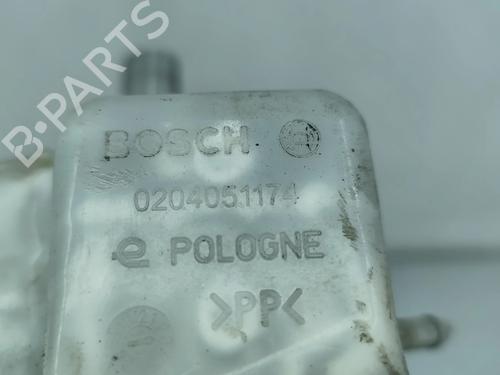 B-PARTS
BOSCH
0204051174
e POLOGNE
>PP<